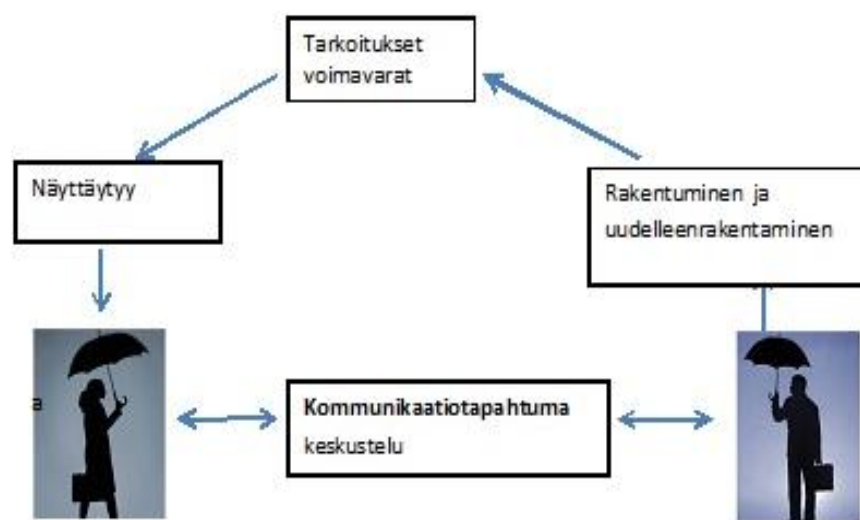 Tarkoitukset
voimavarat
Näyttäytyy
Rakentuminen ja
uudelleenrakentaminen
a
Kommunikaatiotapahtuma
keskustelu